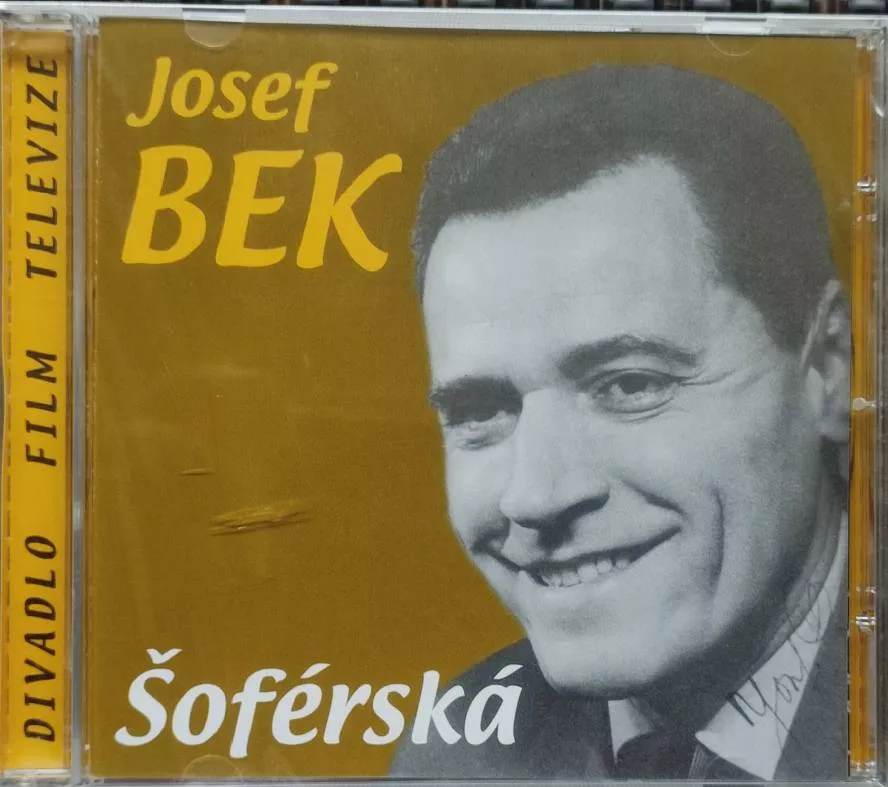 DIVADLO FILM TELEVIZE
Josef
BEK
Šoférská